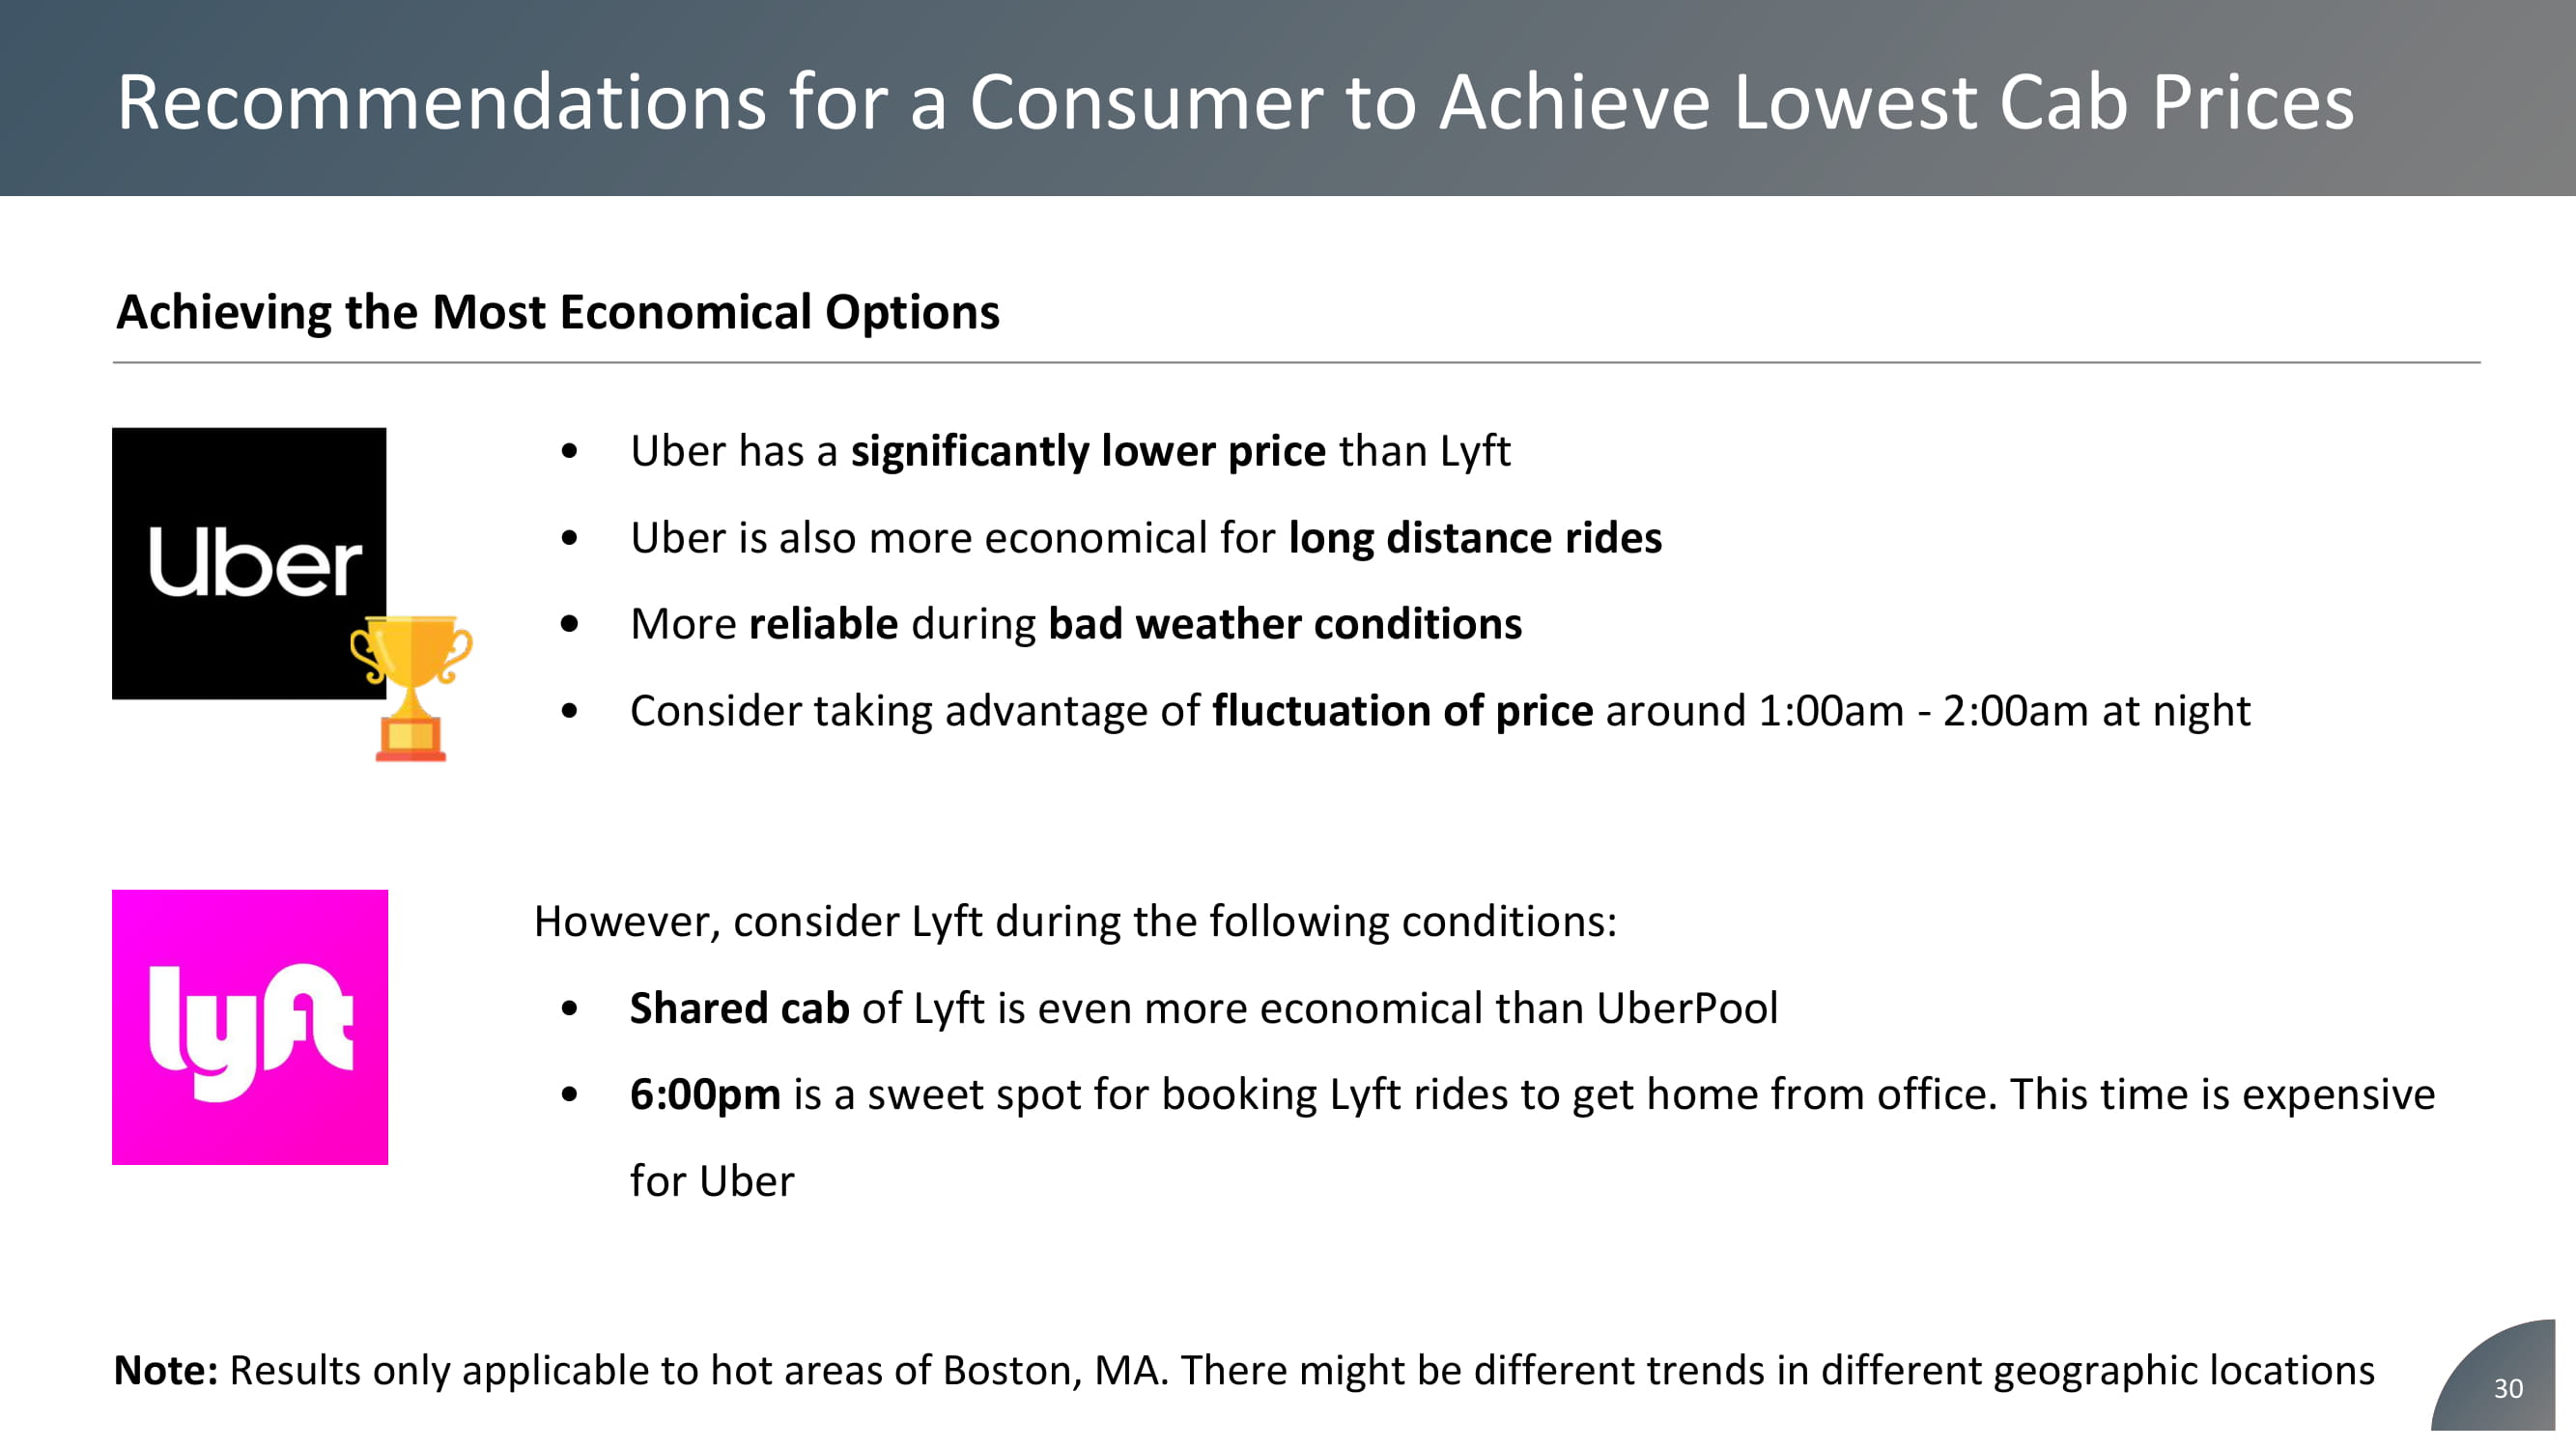 Recommendations for a Consumer to Achieve Lowest Cab Prices
Achieving the Most Economical Options
Uber
• Uber has a significantly lower price than Lyft
• Uber is also more economical for long distance rides
• More reliable during bad weather conditions
• Consider taking advantage of fluctuation of price around 1:00am - 2:00am at night
lyft
However, consider Lyft during the following conditions:
• Shared cab of Lyft is even more economical than UberPool
• 6:00pm is a sweet spot for booking Lyft rides to get home from office. This time is expensive
for Uber
Note: Results only applicable to hot areas of Boston, MA. There might be different trends in different geographic locations
30